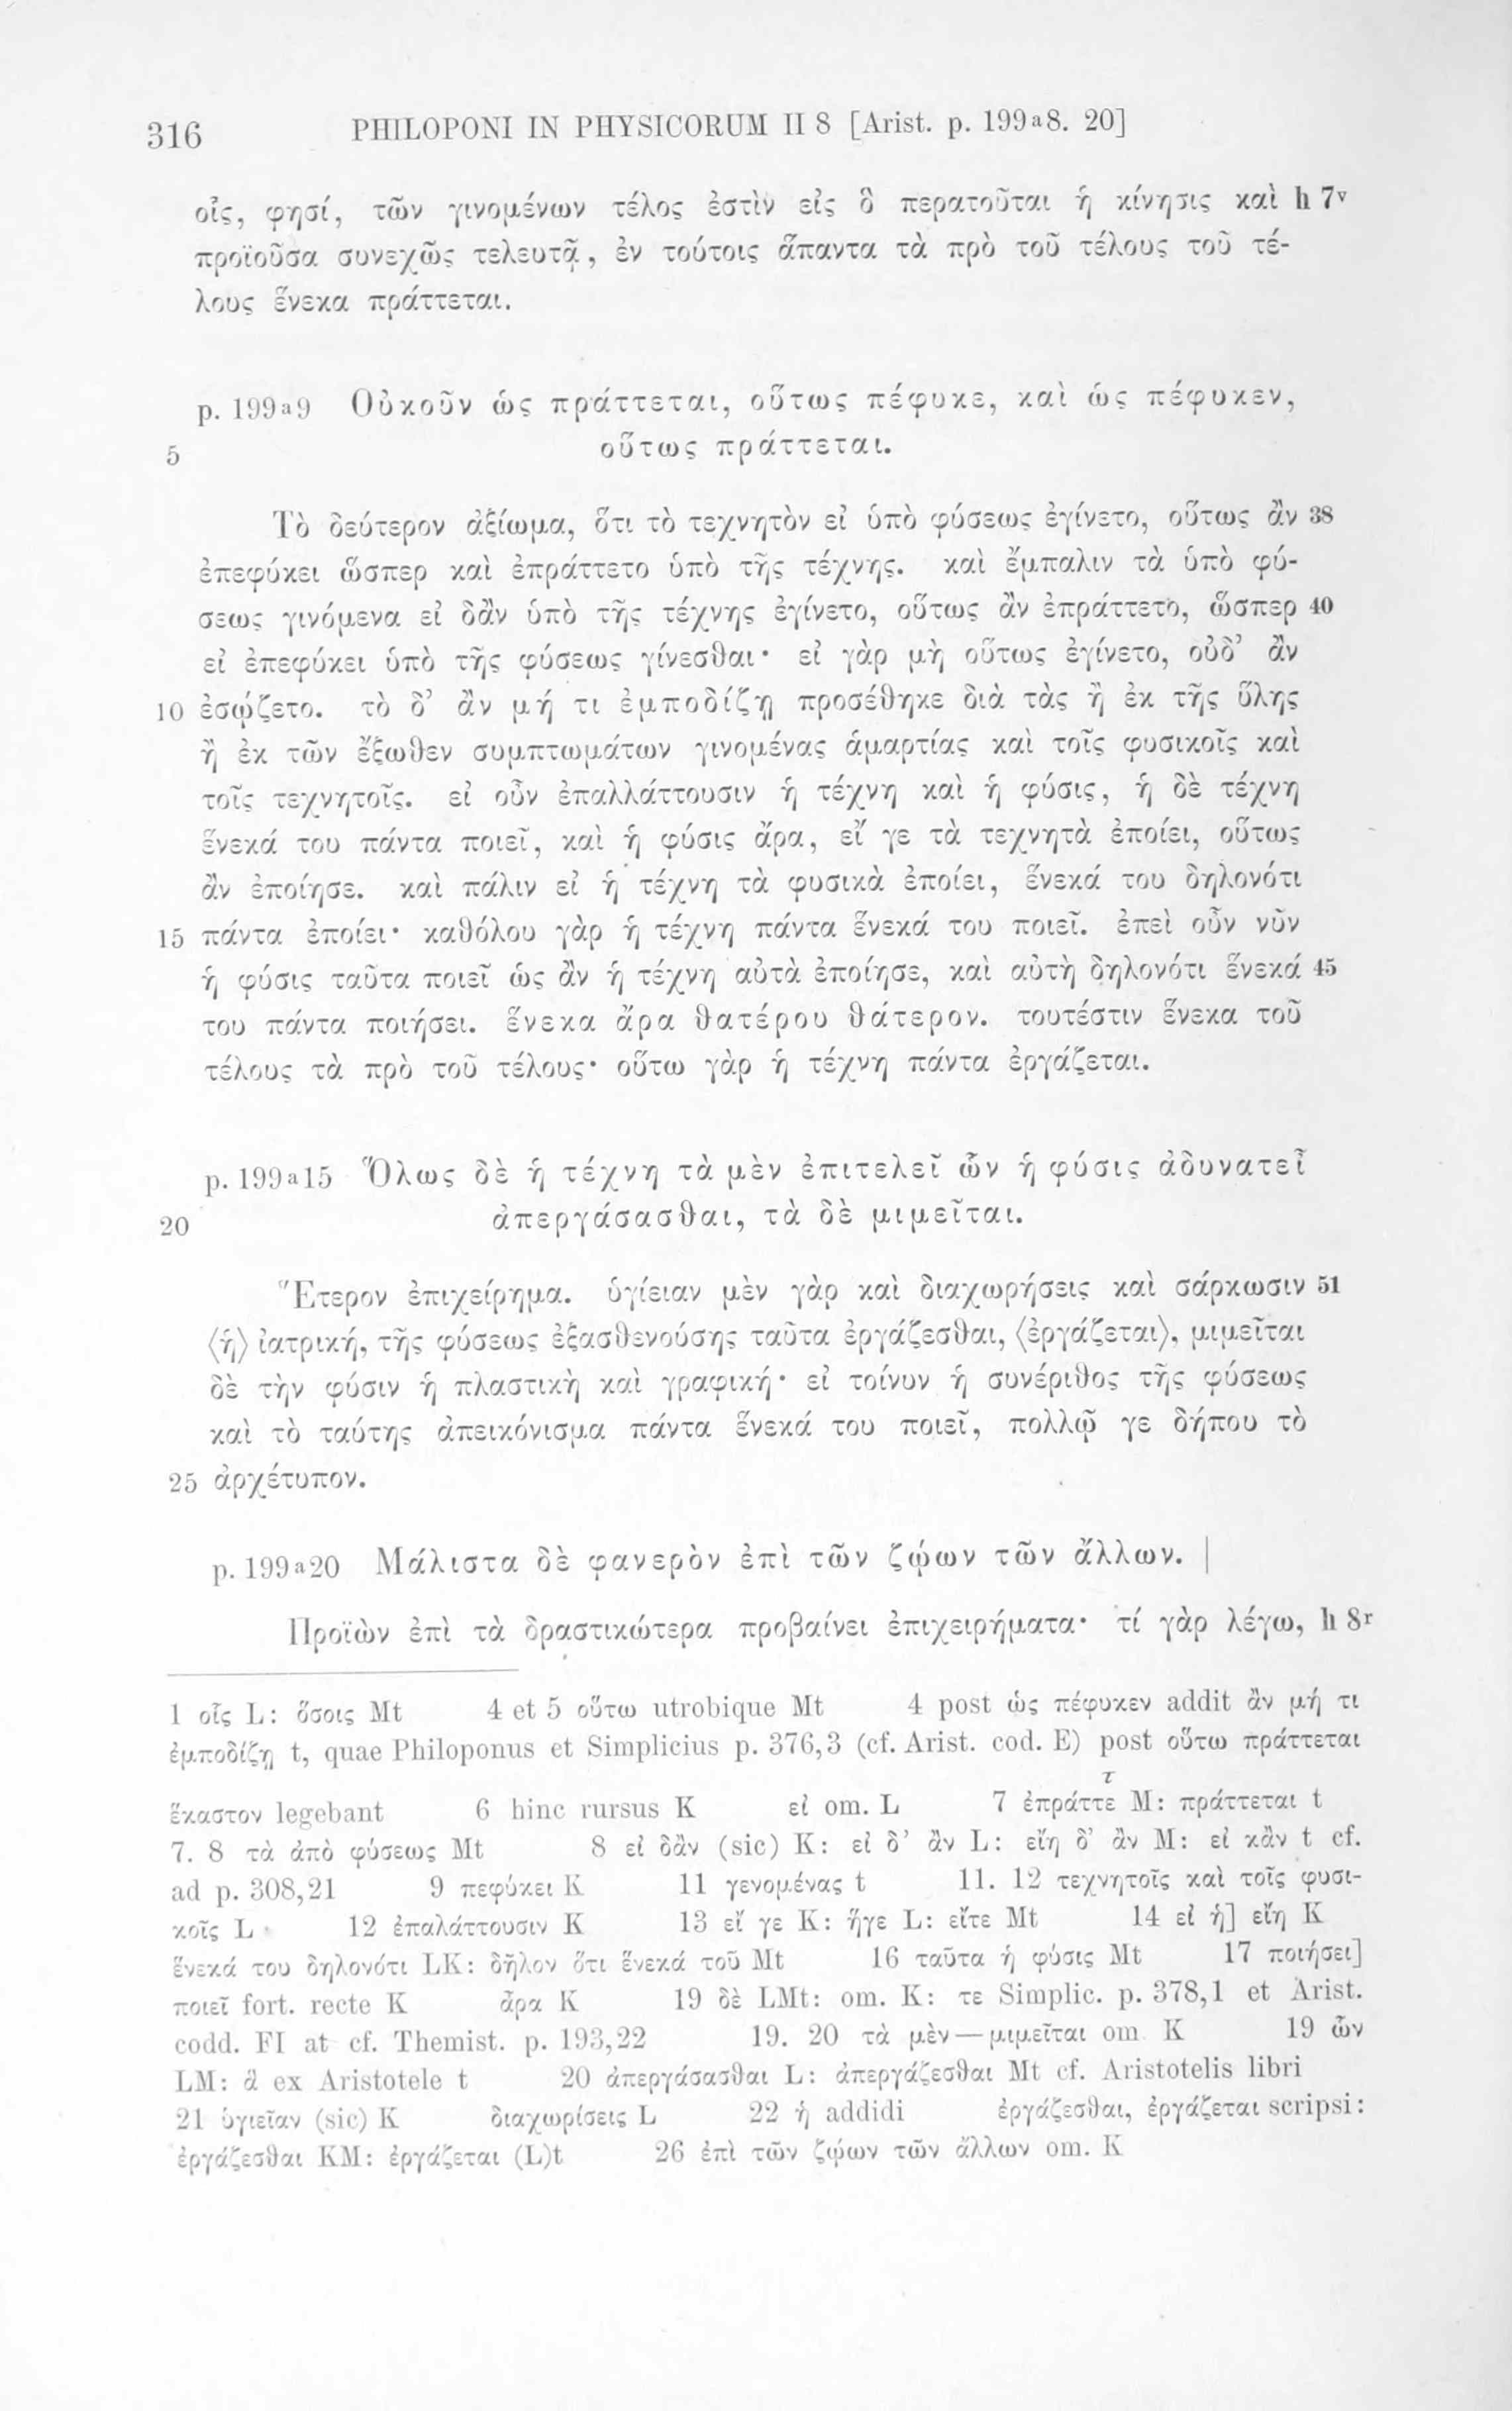 316 PHILOPONI IN PHYSICORUM II 8 [Arist. p. 199a8. 20]
οἷς, φησί, τῶν γινομένων τέλος ἐστὶν εἰς ὃ περατοῦται ἡ κίνησις καὶ h 7v
προϊοῦσα συνεχῶς τελευτᾷ, ἐν τούτοις ἅπαντα τὰ πρὸ τοῦ τέλους τοῦ τέ-
λους ἕνεκα πράττεται.
p. 199a9 Οὐκοῦν ὡς πράττεται, οὕτως πέφυκε, καὶ ὡς πέφυκεν,
5 οὕτως πράττεται.
Τὸ δεύτερον ἀξίωμα, ὅτι τὸ τεχνητὸν εἰ ὑπὸ φύσεως ἐγίνετο, οὕτως ἂν 38
ἐπεφύκει ὥσπερ καὶ ἐπράττετο ὑπὸ τῆς τέχνης. καὶ ἔμπαλιν τὰ ὑπὸ φύ-
σεως γινόμενα εἰ δἂν ὑπὸ τῆς τέχνης ἐγίνετο, οὕτως ἂν ἐπράττετο, ὥσπερ 40
εἰ ἐπεφύκει ὑπὸ τῆς φύσεως γίνεσθαι· εἰ γὰρ μὴ οὕτως ἐγίνετο, οὐδ’ ἂν
10 ἐσῴζετο. τὸ δ’ ἂν μή τι ἐμποδίζῃ προσέθηκε διὰ τὰς ἢ ἐκ τῆς ὕλης
ἢ ἐκ τῶν ἔξωθεν συμπτωμάτων γινομένας ἁμαρτίας καὶ τοῖς φυσικοῖς καὶ
τοῖς τεχνητοῖς. εἰ οὖν ἐπαλλάττουσιν ἡ τέχνη καὶ ἡ φύσις, ἡ δὲ τέχνη
ἕνεκά του πάντα ποιεῖ, καὶ ἡ φύσις ἄρα, εἴ γε τὰ τεχνητὰ ἐποίει, οὕτως
ἂν ἐποίησε. καὶ πάλιν εἰ ἡ τέχνη τὰ φυσικὰ ἐποίει, ἕνεκά του δηλονότι
15 πάντα ἐποίει· καθόλου γὰρ ἡ τέχνη πάντα ἕνεκά του ποιεῖ. ἐπεὶ οὖν νῦν
ἡ φύσις ταῦτα ποιεῖ ὡς ἂν ἡ τέχνη αὐτὰ ἐποίησε, καὶ αὐτὴ δηλονότι ἕνεκά 45
του πάντα ποιήσει. ἕνεκα ἄρα θατέρου θάτερον. τουτέστιν ἕνεκα τοῦ
τέλους τὰ πρὸ τοῦ τέλους· οὕτω γὰρ ἡ τέχνη πάντα ἐργάζεται.
p. 199a15 Ὅλως δὲ ἡ τέχνη τὰ μὲν ἐπιτελεῖ ὧν ἡ φύσις ἀδυνατεῖ
20 ἀπεργάσασθαι, τὰ δὲ μιμεῖται.
Ἕτερον ἐπιχείρημα. ὑγίειαν μὲν γὰρ καὶ διαχωρήσεις καὶ σάρκωσιν 51
⟨ἡ⟩ ἰατρική, τῆς φύσεως ἐξασθενούσης ταῦτα ἐργάζεσθαι, ⟨ἐργάζεται⟩, μιμεῖται
δὲ τὴν φύσιν ἡ πλαστικὴ καὶ γραφική· εἰ τοίνυν ἡ συνέριθος τῆς φύσεως
καὶ τὸ ταύτης ἀπεικόνισμα πάντα ἕνεκά του ποιεῖ, πολλῷ γε δήπου τὸ
25 ἀρχέτυπον.
p. 199a20 Μάλιστα δὲ φανερὸν ἐπὶ τῶν ζῴων τῶν ἄλλων. |
Προϊὼν ἐπὶ τὰ δραστικώτερα προβαίνει ἐπιχειρήματα· τί γὰρ λέγω, h 8r
1 οἷς L: ὅσοις Mt 4 et 5 οὕτω utrobique Mt 4 post ὡς πέφυκεν addit ἂν μή τι
ἐμποδίζῃ t, quae Philoponus et Simplicius p. 376,3 (cf. Arist. cod. E) post οὕτω πράττεται
ἕκαστον legebant 6 hinc rursus K εἰ om. L 7 ἐπράττετ M: πράττεται t
7. 8 τὰ ἀπὸ φύσεως Mt 8 εἰ δἂν (sic) K: εἰ δ’ ἂν L: εἴη δ’ ἂν M: εἰ κἂν t cf.
ad p. 308,21 9 πεφύκει K 11 γενομένας t 11. 12 τεχνητοῖς καὶ τοῖς φυσι-
κοῖς L 12 ἐπαλάττουσιν K 13 εἴ γε K: ἥγε L: εἴτε Mt 14 εἰ ἡ] εἴη K
ἕνεκά του δηλονότι LK: δῆλον ὅτι ἕνεκά τοῦ Mt 16 ταῦτα ἡ φύσις Mt 17 ποιήσει]
ποιεῖ fort. recte K ἆρα K 19 δὲ LMt: om. K: τε Simplic. p. 378,1 et Arist.
codd. FI at cf. Themist. p. 193,22 19. 20 τὰ μὲν — μιμεῖται om. K 19 ὧν
LM: ἃ ex Aristotele t 20 ἀπεργάσασθαι L: ἀπεργάζεσθαι Mt cf. Aristotelis libri
21 ὑγιεῖαν (sic) K διαχωρίσεις L 22 ἡ addidi ἐργάζεσθαι, ἐργάζεται scripsi:
ἐργάζεσθαι KM: ἐργάζεται (L)t 26 ἐπὶ τῶν ζῴων τῶν ἄλλων om. K